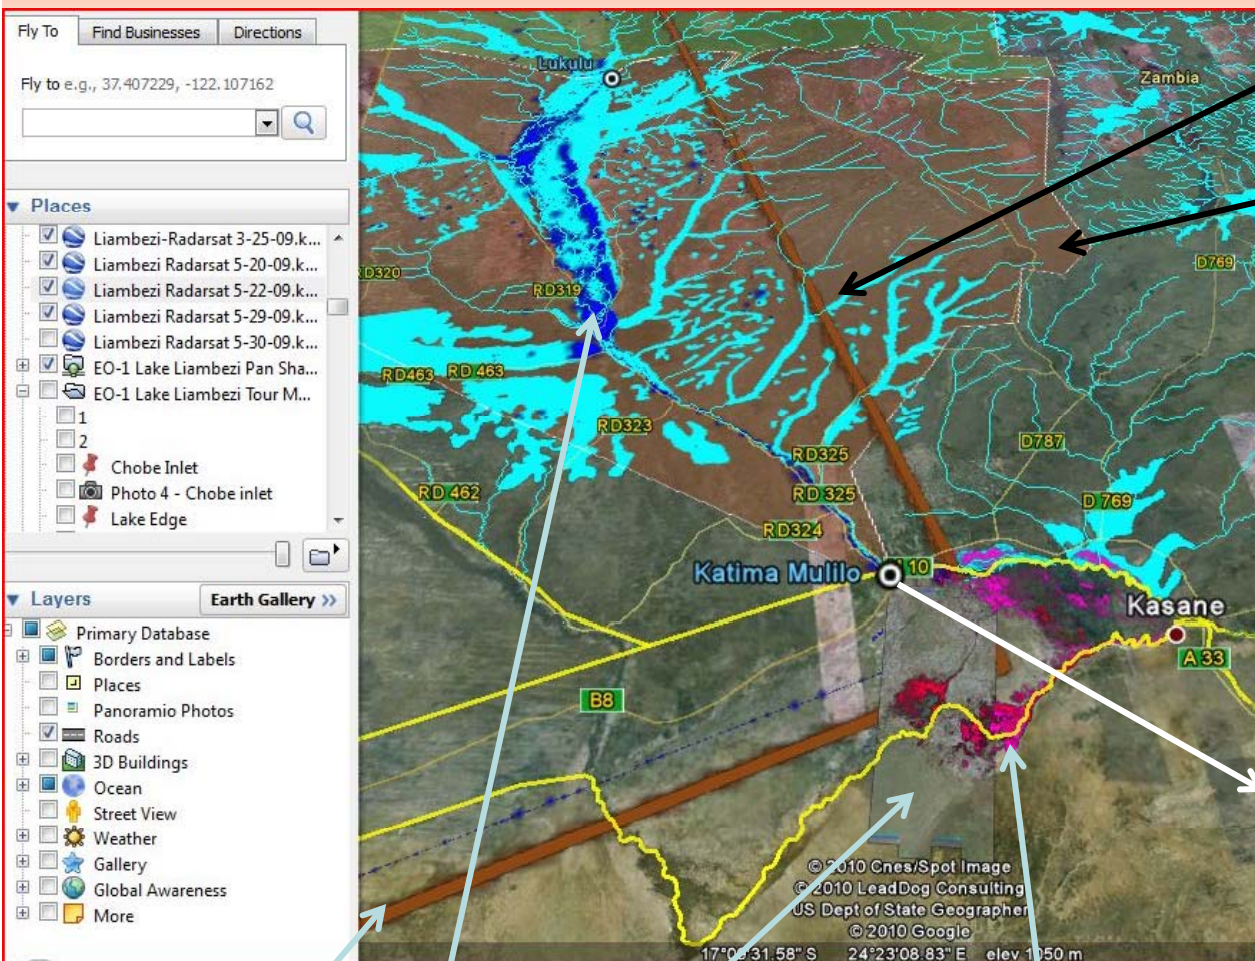 Fly To
Find Businesses
Directions
Fly to e.g., 37.407229, -122.107162
Places
Liambezi-Radarsat 3-25-09.k...
Liambezi Radarsat 5-20-09.k...
Liambezi Radarsat 5-22-09.k...
Liambezi Radarsat 5-29-09.k...
Liambezi Radarsat 5-30-09.k...
EO-1 Lake Liambezi Pan Sha...
EO-1 Lake Liambezi Tour M...
1
2
Chobe Inlet
Photo 4 - Chobe inlet
Lake Edge
Layers
Earth Gallery >>
Primary Database
Borders and Labels
Places
Panoramio Photos
Roads
3D Buildings
Ocean
Street View
Weather
Gallery
Global Awareness
More
Lukulu
Zambia
RD320
RD319
D769
RD463
RD 463
RD323
RD325
D787
RD 462
RD 325
D 769
RD324
Katima Mulilo
10
Kasane
A 33
B8
© 2010 Cnes/Spot Image
© 2010 LeadDog Consulting
US Dept of State Geographer
© 2010 Google
24°23'08.83" E
elev 1050 m